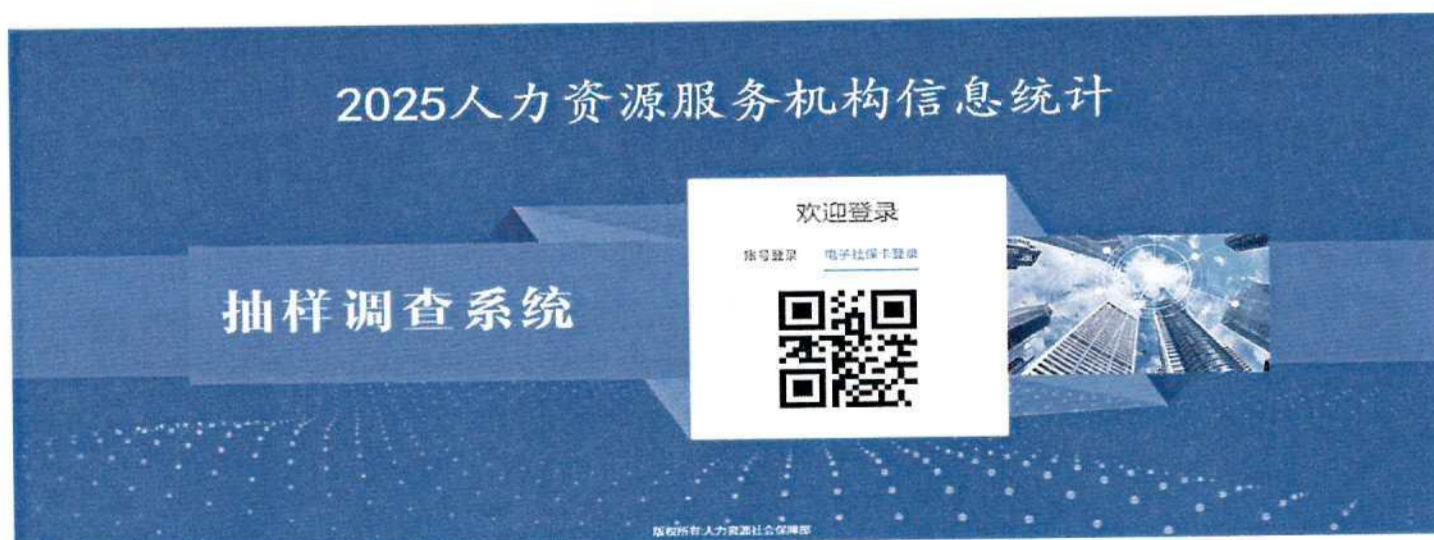 2025人力资源服务机构信息统计
抽样调查系统
欢迎登录
账号登录 电子社保卡登录
版权所有:人力资源社会保障部